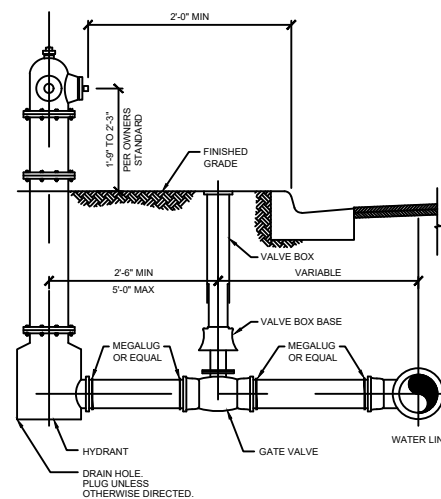 2'-0" MIN
1'-9" TO 2'-3"
PER OWNERS
STANDARD
FINISHED
GRADE
VALVE BOX
2'-6" MIN
VARIABLE
5'-0" MAX
VALVE BOX BASE
MEGALUG
OR EQUAL
MEGALUG
OR EQUAL
WATER LIN
HYDRANT
GATE VALVE
DRAIN HOLE.
PLUG UNLESS
OTHERWISE DIRECTED.